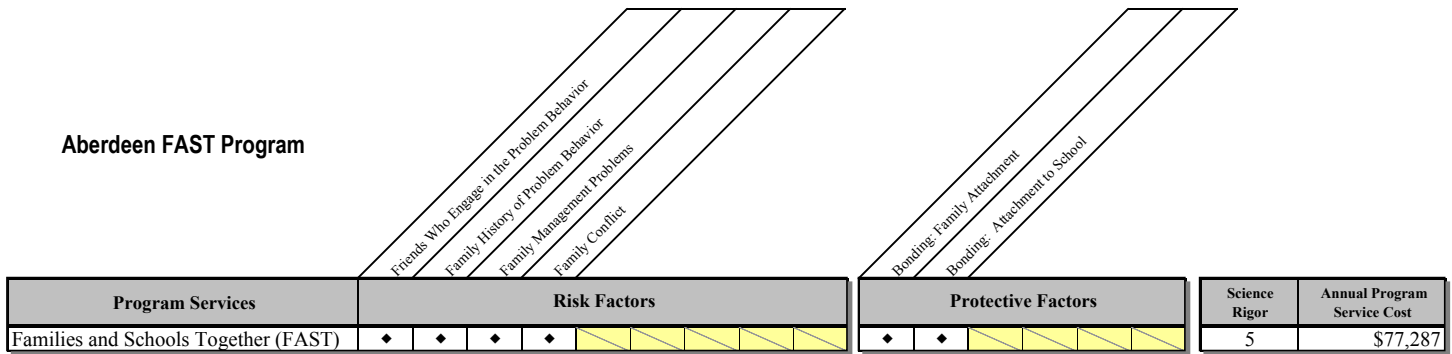 Aberdeen FAST Program
Friends Who Engage in the Problem Behavior
Family History of Problem Behavior
Family Management Problems
Family Conflict
Bonding: Family Attachment
Bonding: Attachment to School
Program Services
Risk Factors
Protective Factors
Science
Rigor
Annual Program
Service Cost
Families and Schools Together (FAST) ◆ ◆ ◆ ◆ ◆ ◆ 5 $77,287